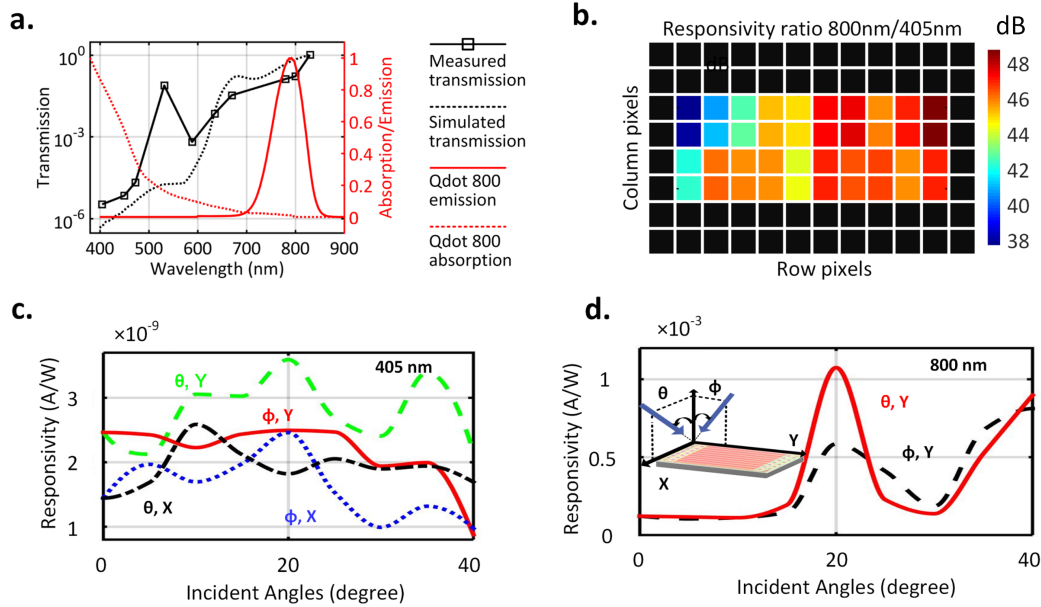 a.
Transmission
10⁰
10⁻³
10⁻⁶
400 500 600 700 800 900
Wavelength (nm)
1
0.8
0.6
0.4
0.2
0
Absorption/Emission
Measured
transmission
Simulated
transmission
Qdot 800
emission
Qdot 800
absorption
b.
Responsivity ratio 800nm/405nm
dB
dB
Column pixels
Row pixels
48
46
44
42
40
38
c.
×10⁻⁹
405 nm
Responsivity (A/W)
3
2
1
θ, Y
ϕ, Y
θ, X
ϕ, X
0 20 40
Incident Angles (degree)
d.
×10⁻³
800 nm
Responsivity (A/W)
1
0.5
0
θ
ϕ
Y
X
θ, Y
ϕ, Y
0 20 40
Incident Angles (degree)